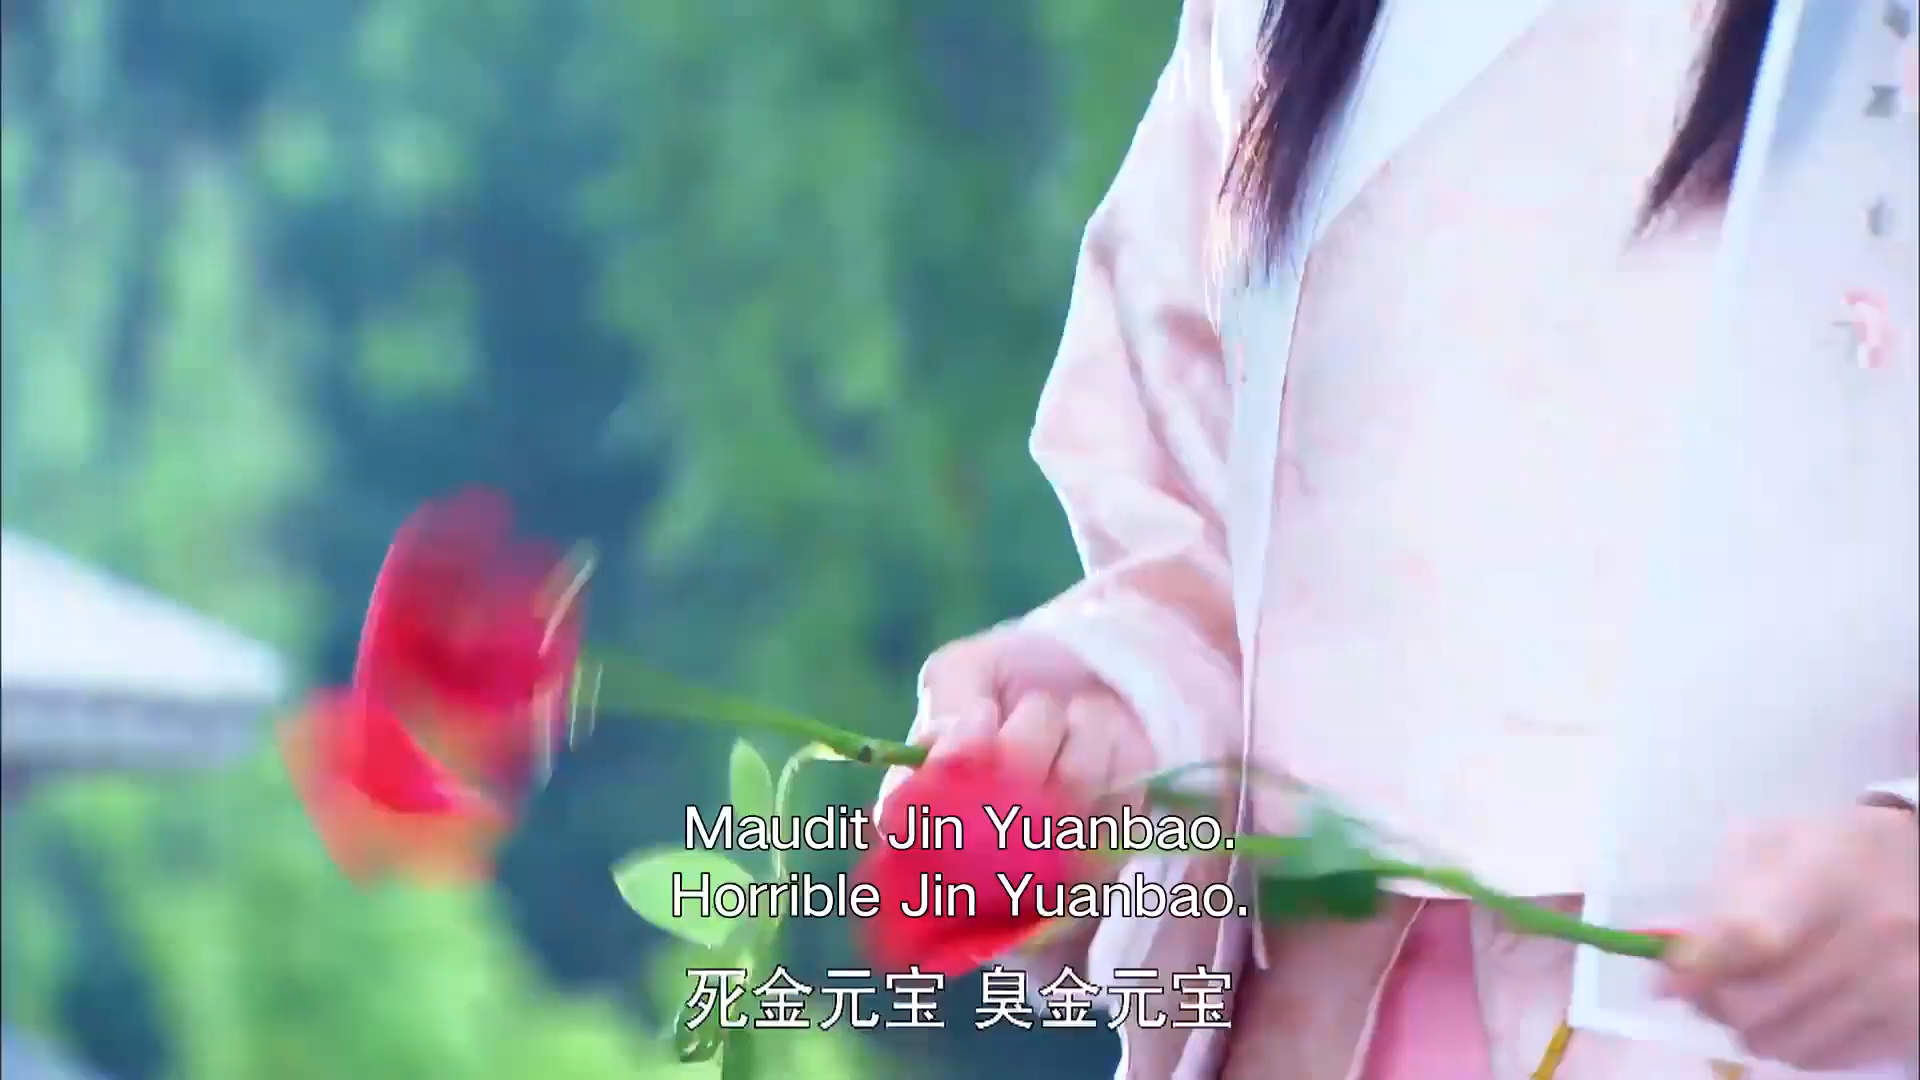 Maudit Jin Yuanbao.
Horrible Jin Yuanbao.
死金元宝 臭金元宝